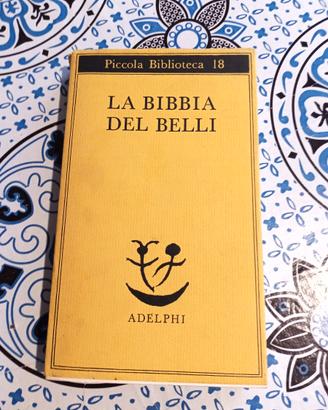 Piccola Biblioteca 18
LA BIBBIA
DEL BELLI
ADELPHI